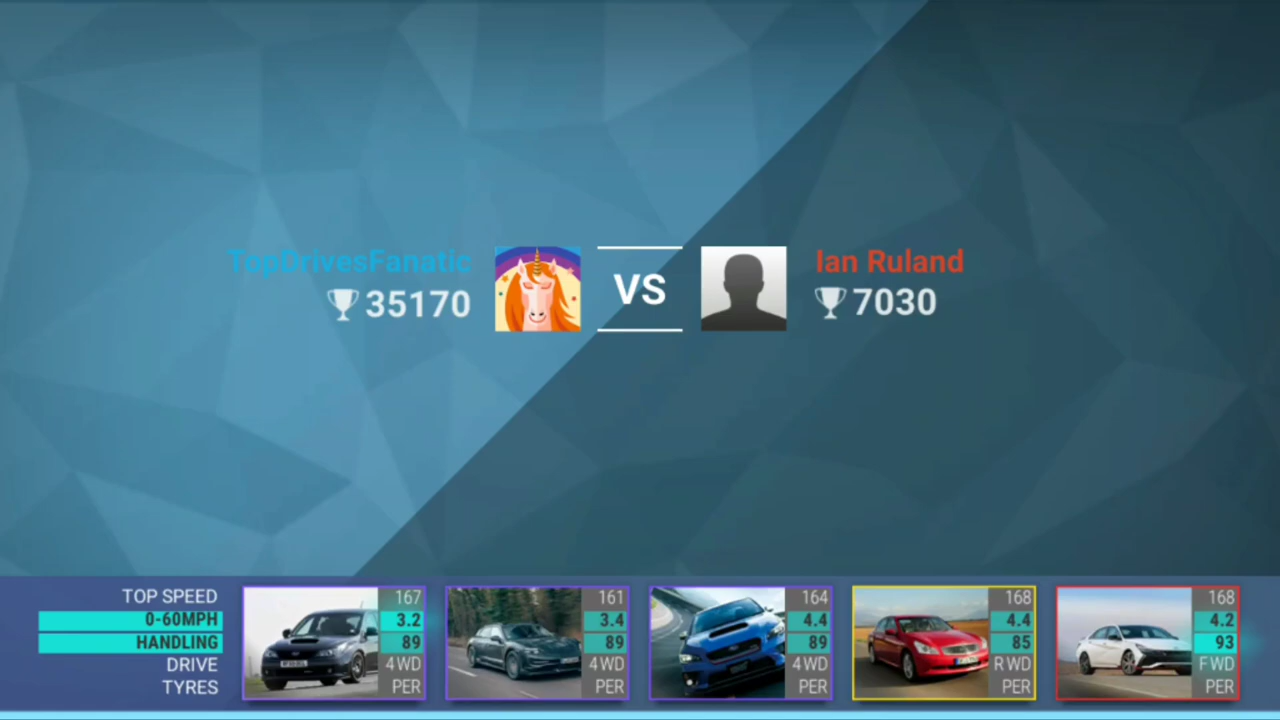 TopDrivesFanatic
35170
VS
Ian Ruland
7030
TOP SPEED 167 161 164 168 168
0-60MPH 3.2 3.4 4.4 4.4 4.2
HANDLING 89 89 89 85 93
DRIVE 4WD 4WD 4WD RWD FWD
TYRES PER PER PER PER PER